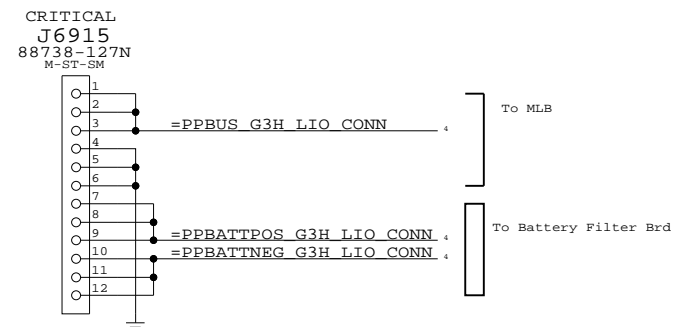 CRITICAL
J6915
88738-127N
M-ST-SM
1
2
3
4
5
6
7
8
9
10
11
12
=PPBUS_G3H_LIO_CONN 4
To MLB
=PPBATTPOS_G3H_LIO_CONN 4
=PPBATTNEG_G3H_LIO_CONN 4
To Battery Filter Brd